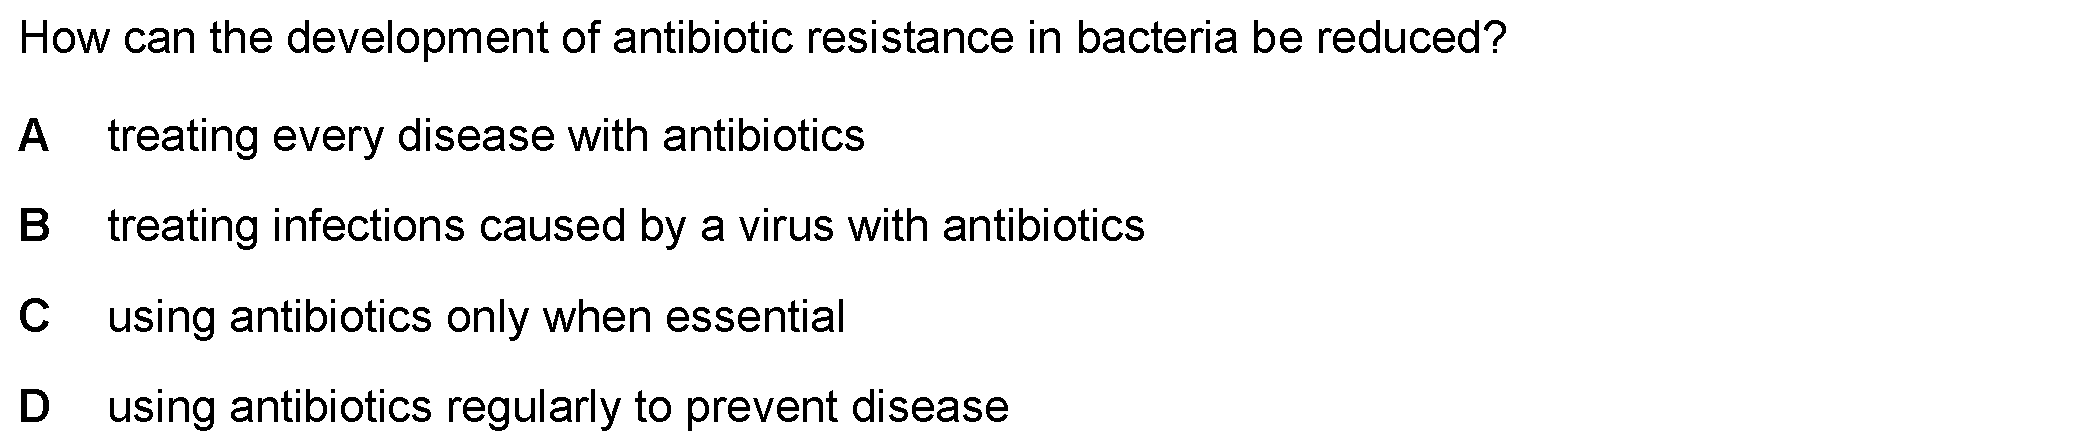 How can the development of antibiotic resistance in bacteria be reduced?
A treating every disease with antibiotics
B treating infections caused by a virus with antibiotics
C using antibiotics only when essential
D using antibiotics regularly to prevent disease